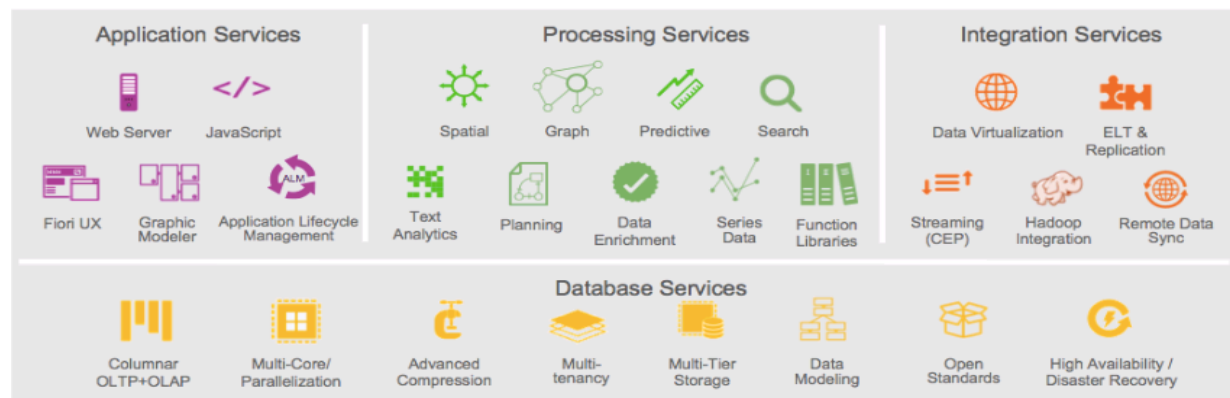 Application Services
Web Server
JavaScript
</>
ALM
Fiori UX
Graphic
Modeler
Application Lifecycle
Management
Processing Services
Spatial
Graph
Predictive
Search
Text
Analytics
Planning
Data
Enrichment
Series
Data
Function
Libraries
Integration Services
Data Virtualization
ELT &
Replication
Streaming
(CEP)
Hadoop
Integration
Remote Data
Sync
Database Services
Columnar
OLTP+OLAP
Multi-Core/
Parallelization
Advanced
Compression
Multi-
tenancy
Multi-Tier
Storage
Data
Modeling
Open
Standards
High Availability /
Disaster Recovery